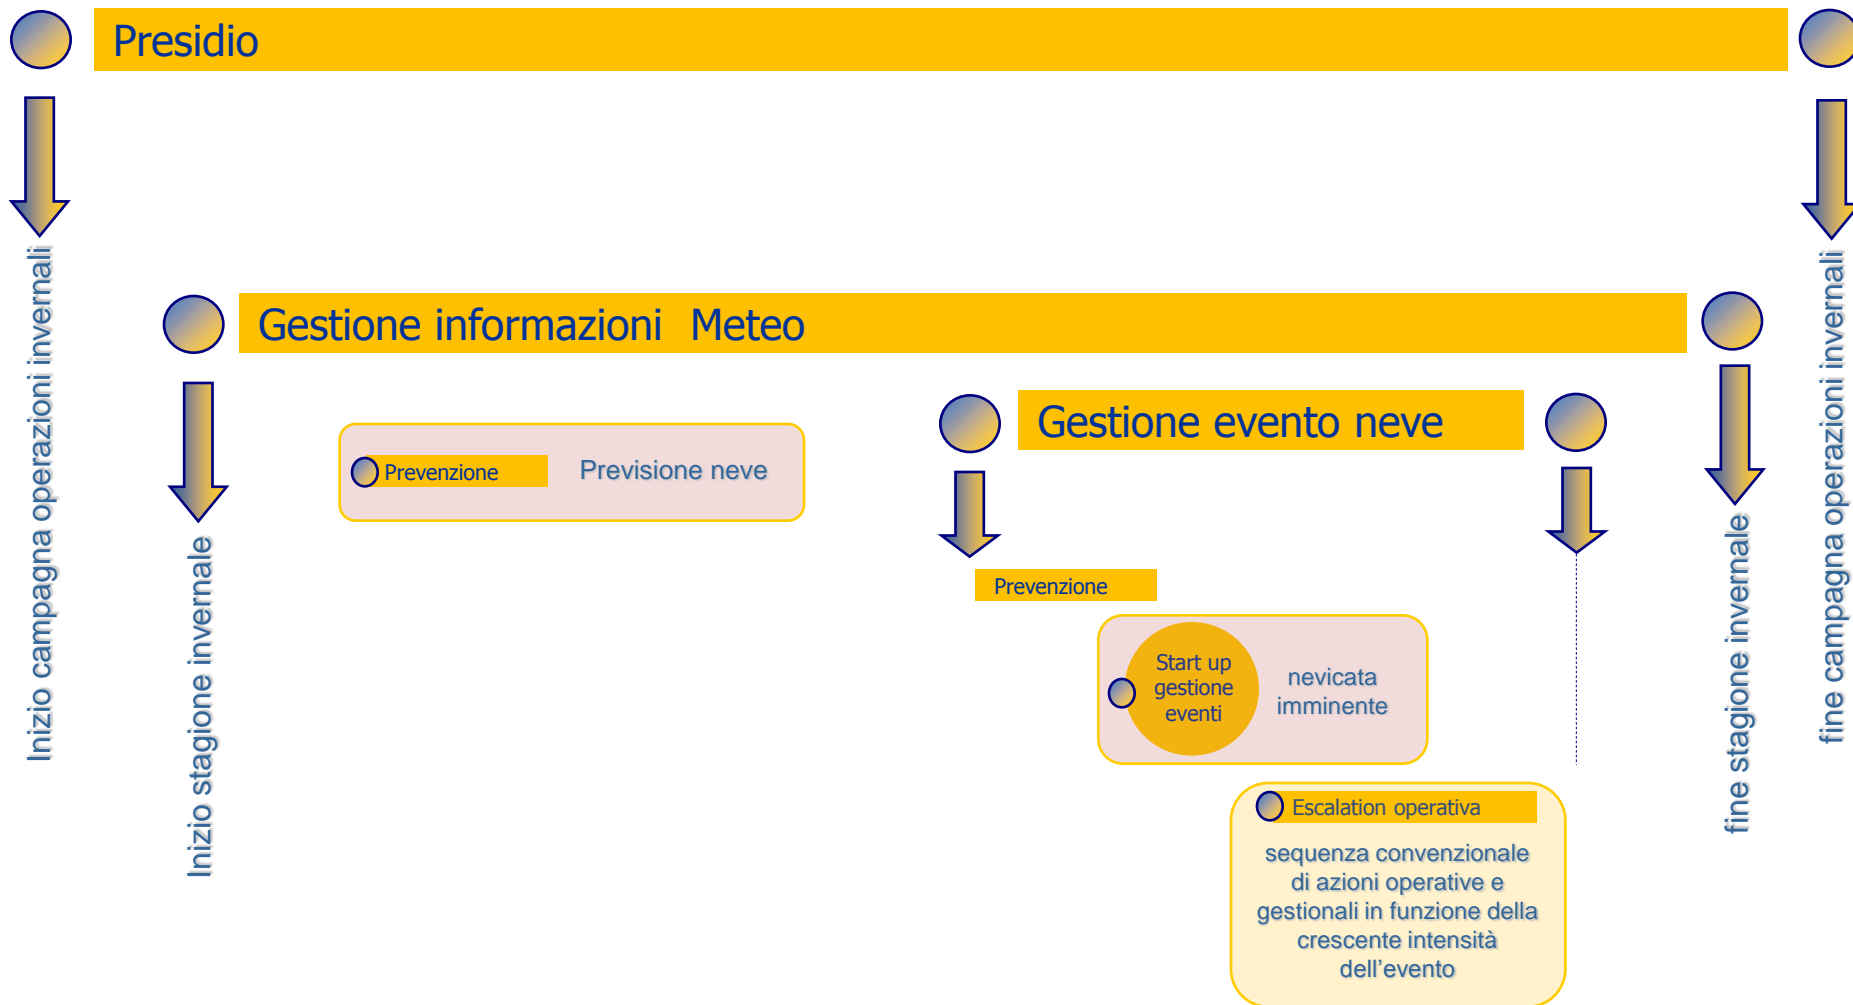 Presidio
Inizio campagna operazioni invernali
fine campagna operazioni invernali
Gestione informazioni  Meteo
Inizio stagione invernale
fine stagione invernale
Prevenzione
Previsione neve
Gestione evento neve
Prevenzione
Start up
gestione
eventi
nevicata
imminente
Escalation operativa
sequenza convenzionale
di azioni operative e
gestionali in funzione della
crescente intensità
dell’evento